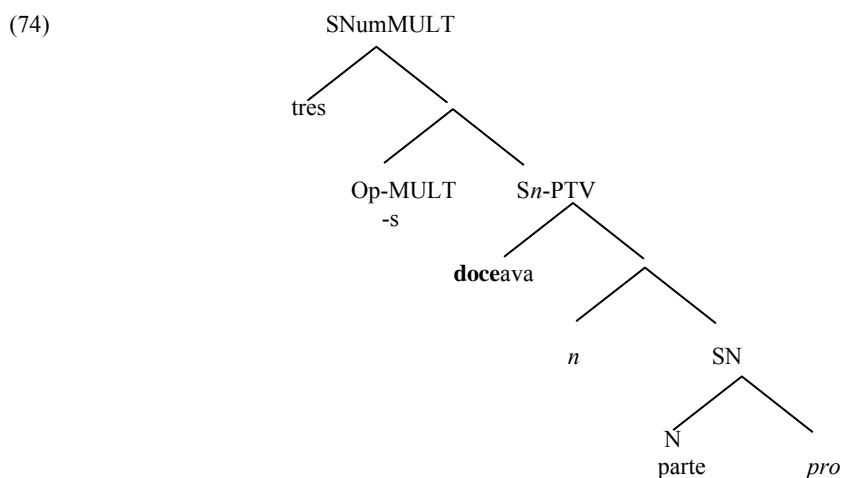 (74) SNumMULT
tres
Op-MULT Sn-PTV
-s
doceava
n SN
N
parte pro